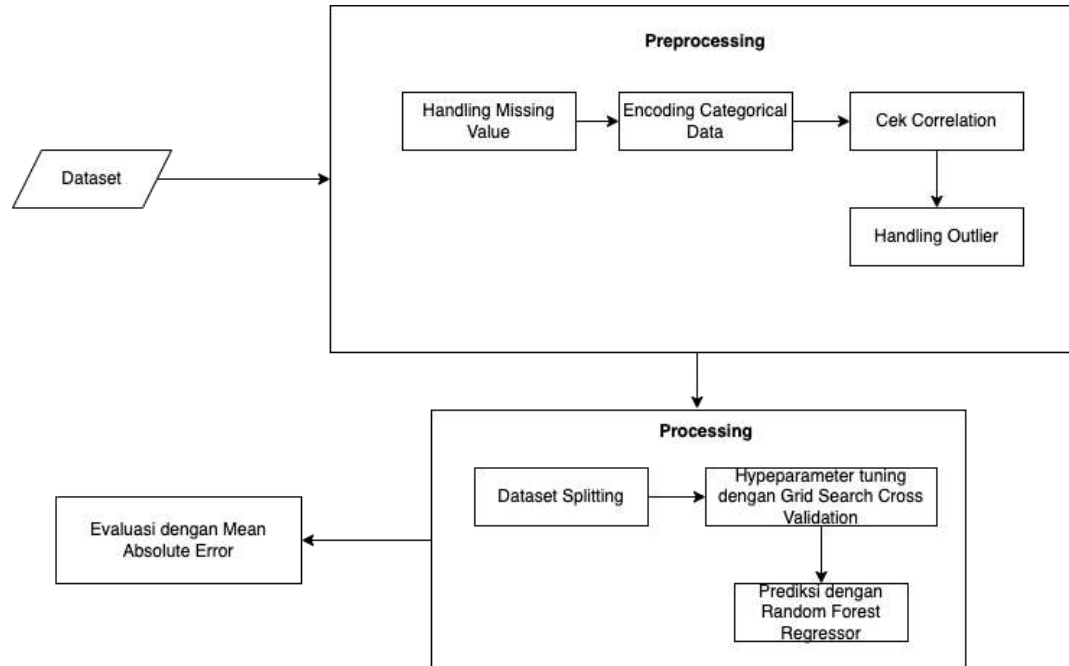 Preprocessing
Handling Missing
Value
Encoding Categorical
Data
Cek Correlation
Dataset
Handling Outlier
Processing
Dataset Splitting
Hypeparameter tuning
dengan Grid Search Cross
Validation
Evaluasi dengan Mean
Absolute Error
Prediksi dengan
Random Forest
Regressor